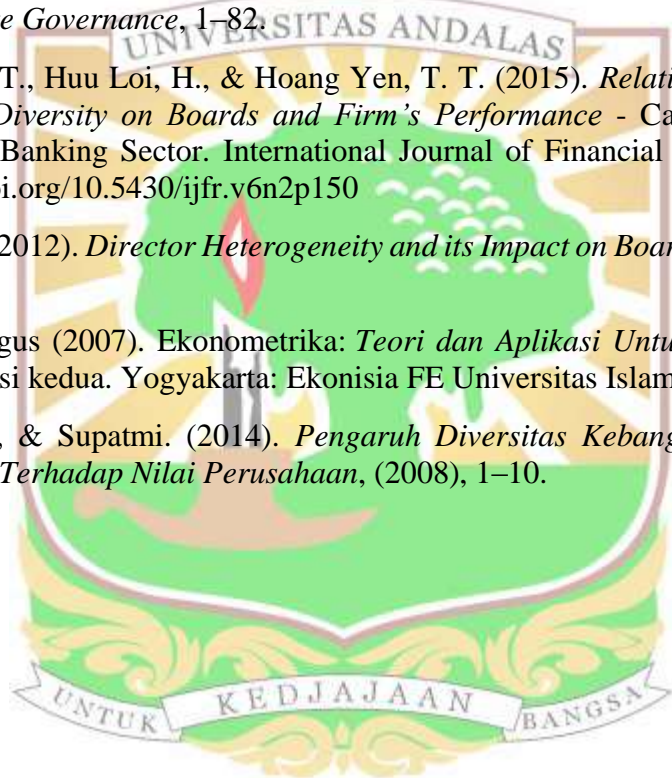 e Governance, 1–82.
UNIVERSITAS ANDALAS
T., Huu Loi, H., & Hoang Yen, T. T. (2015). Relati
Diversity on Boards and Firm’s Performance - Ca
Banking Sector. International Journal of Financial
oi.org/10.5430/ijfr.v6n2p150
2012). Director Heterogeneity and its Impact on Boar
gus (2007). Ekonometrika: Teori dan Aplikasi Untu
si kedua. Yogyakarta: Ekonisia FE Universitas Islam
, & Supatmi. (2014). Pengaruh Diversitas Kebang
Terhadap Nilai Perusahaan, (2008), 1–10.
UNTUK KEDJAJAAN BANGSA